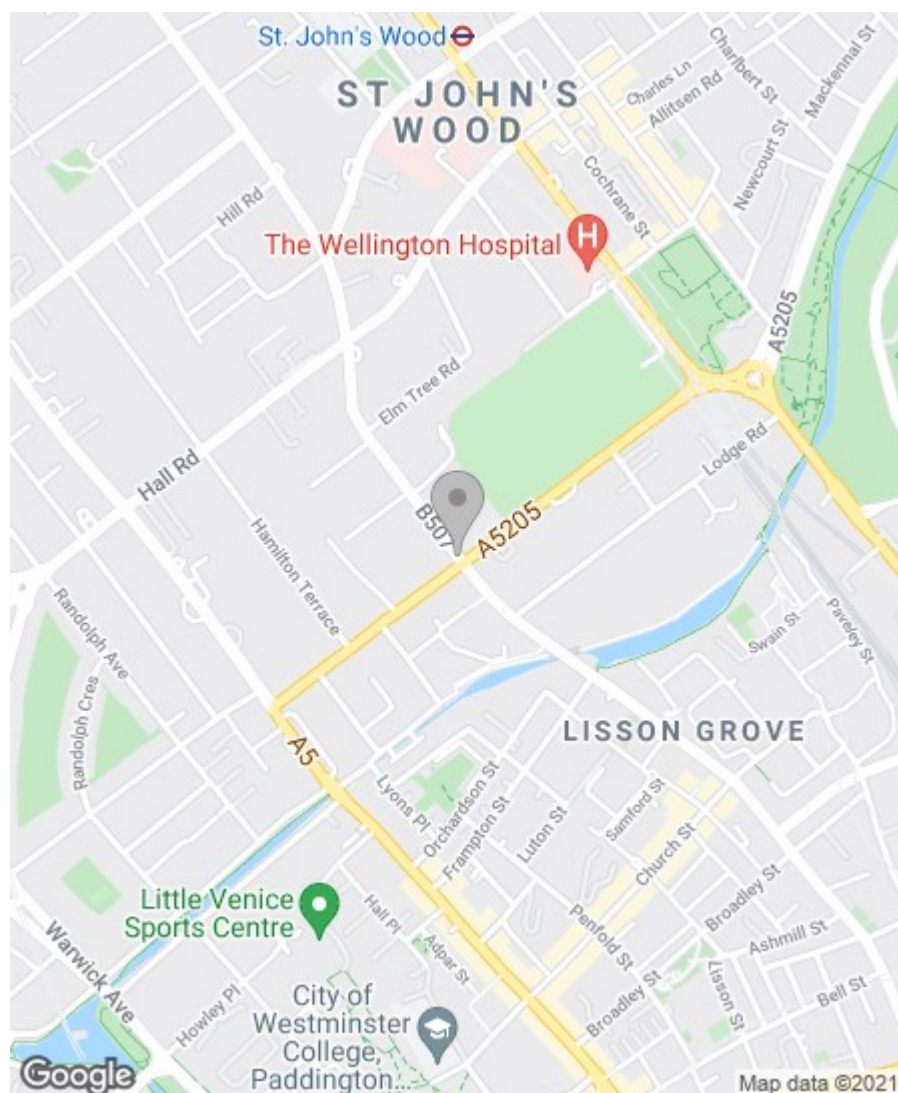 St. John's Wood
ST JOHN'S
WOOD
Charles Ln
Allitsen Rd
Charlbert St
Mackennal St
Newcourt St
Cochrane St
Hill Rd
The Wellington Hospital
H
A5205
Elm Tree Rd
Lodge Rd
Hall Rd
B507
A5205
Hamilton Terrace
Randolph Ave
Randolph Cres
Swain St
Paveley St
LISSON GROVE
A5
Lyons Pl
Orchardson St
Frampton St
Luton St
Samford St
Church St
Broadley St
Little Venice
Sports Centre
Hall Pl
Adpar St
Penfold St
Ashmill St
Warwick Ave
Howley Pl
City of
Westminster
College,
Paddington...
Broadley St
Lisson St
Bell St
Google
Map data ©2021